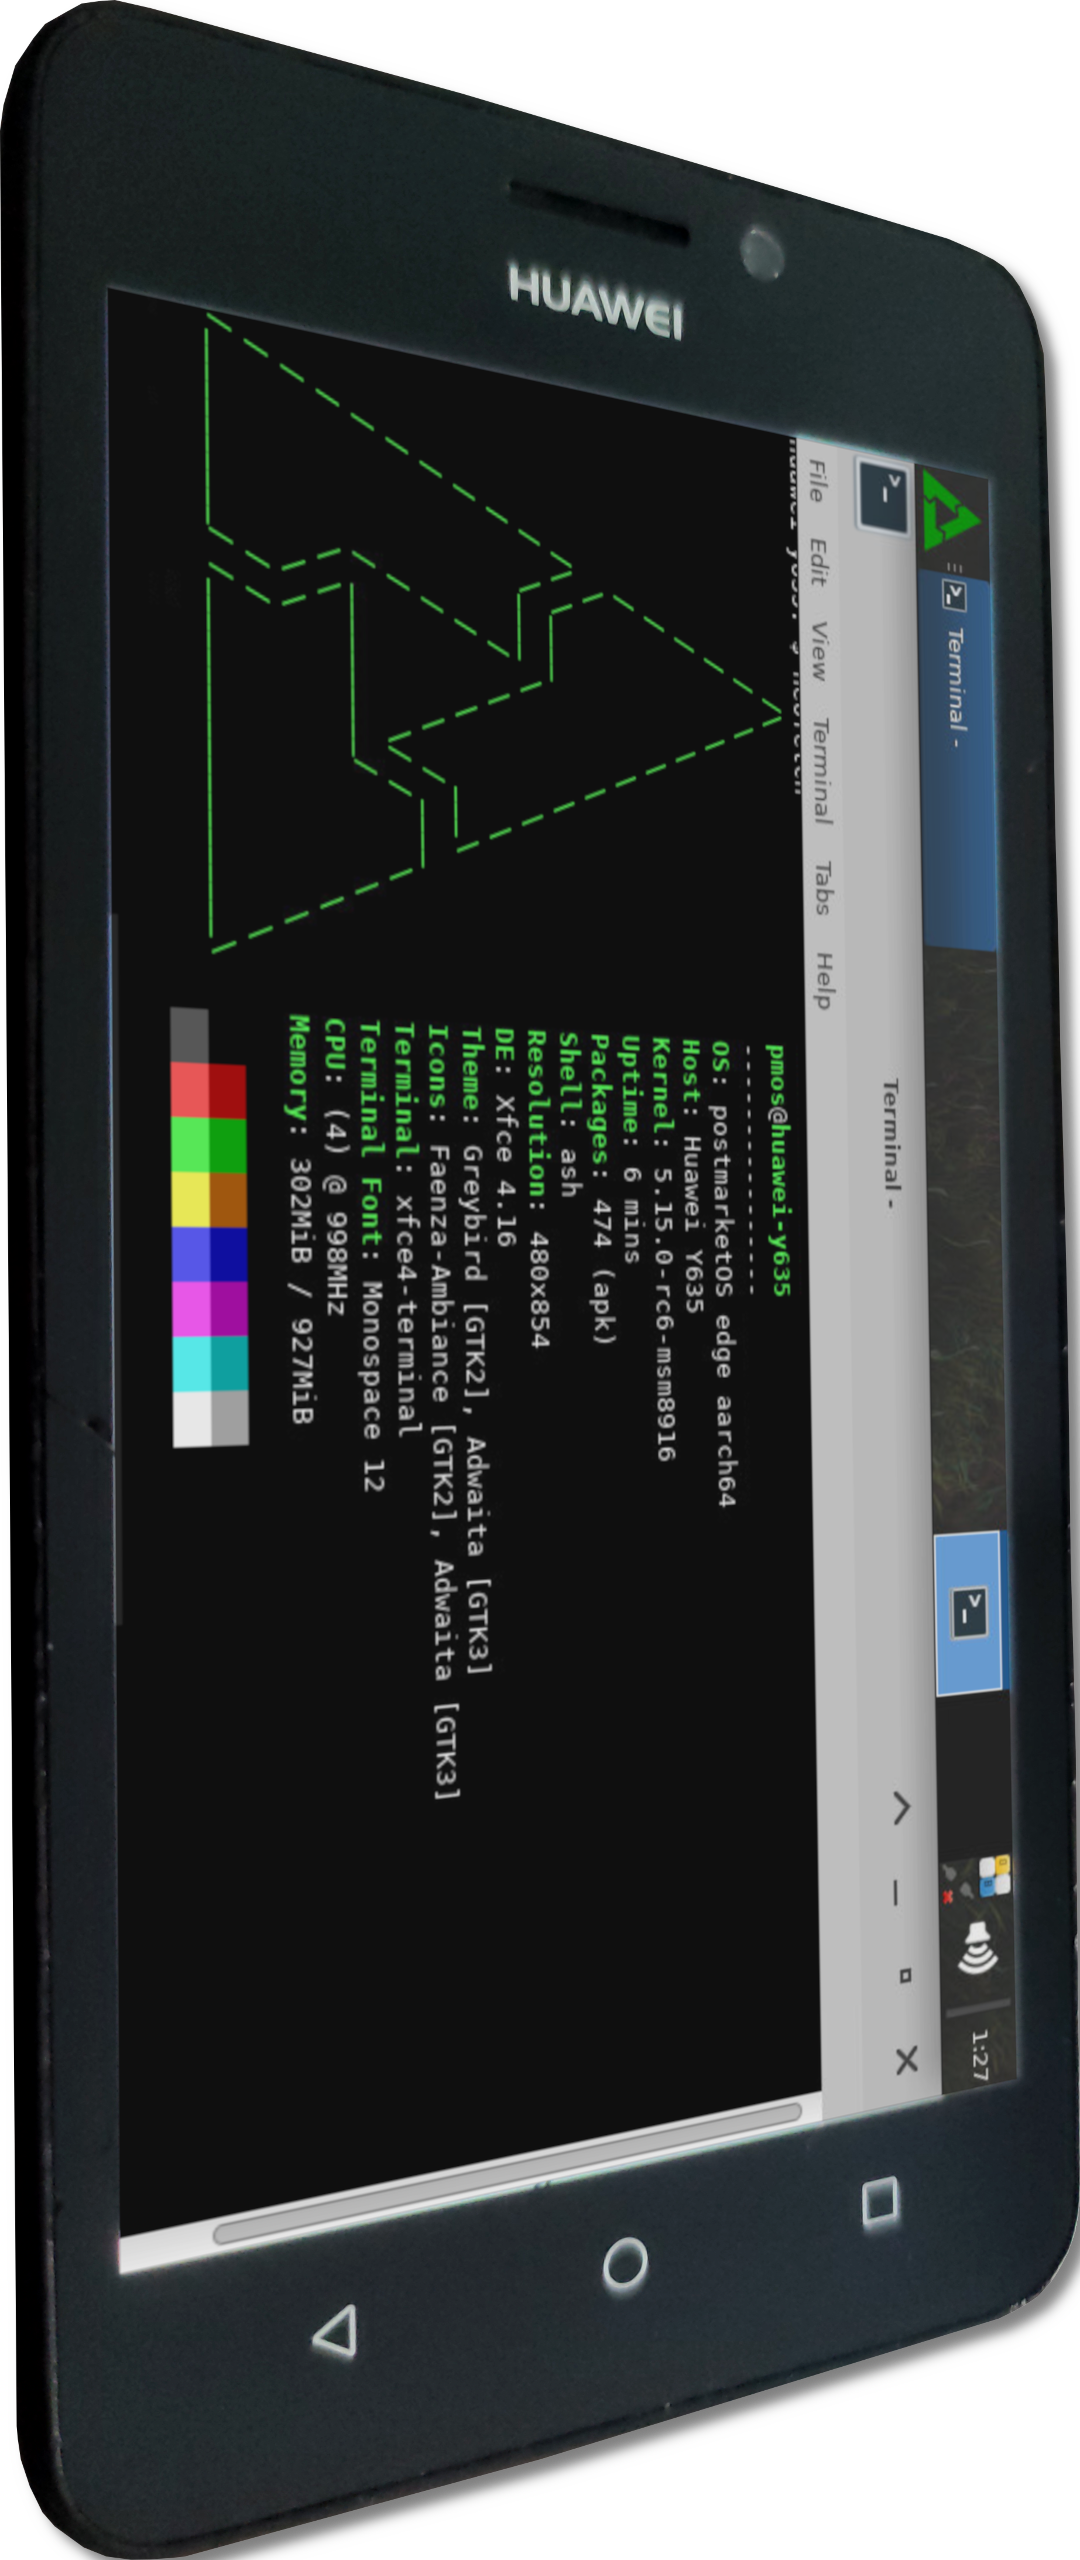 HUAWEI
Terminal -
1:27
Terminal -
File Edit View Terminal Tabs Help
pmos@huawei-y635
----------------
OS: postmarketOS edge aarch64
Host: Huawei Y635
Kernel: 5.15.0-rc6-msm8916
Uptime: 6 mins
Packages: 474 (apk)
Shell: ash
Resolution: 480x854
DE: Xfce 4.16
Theme: Greybird [GTK2], Adwaita [GTK3]
Icons: Faenza-Ambiance [GTK2], Adwaita [GTK3]
Terminal: xfce4-terminal
Terminal Font: Monospace 12
CPU: (4) @ 998MHz
Memory: 302MiB / 927MiB